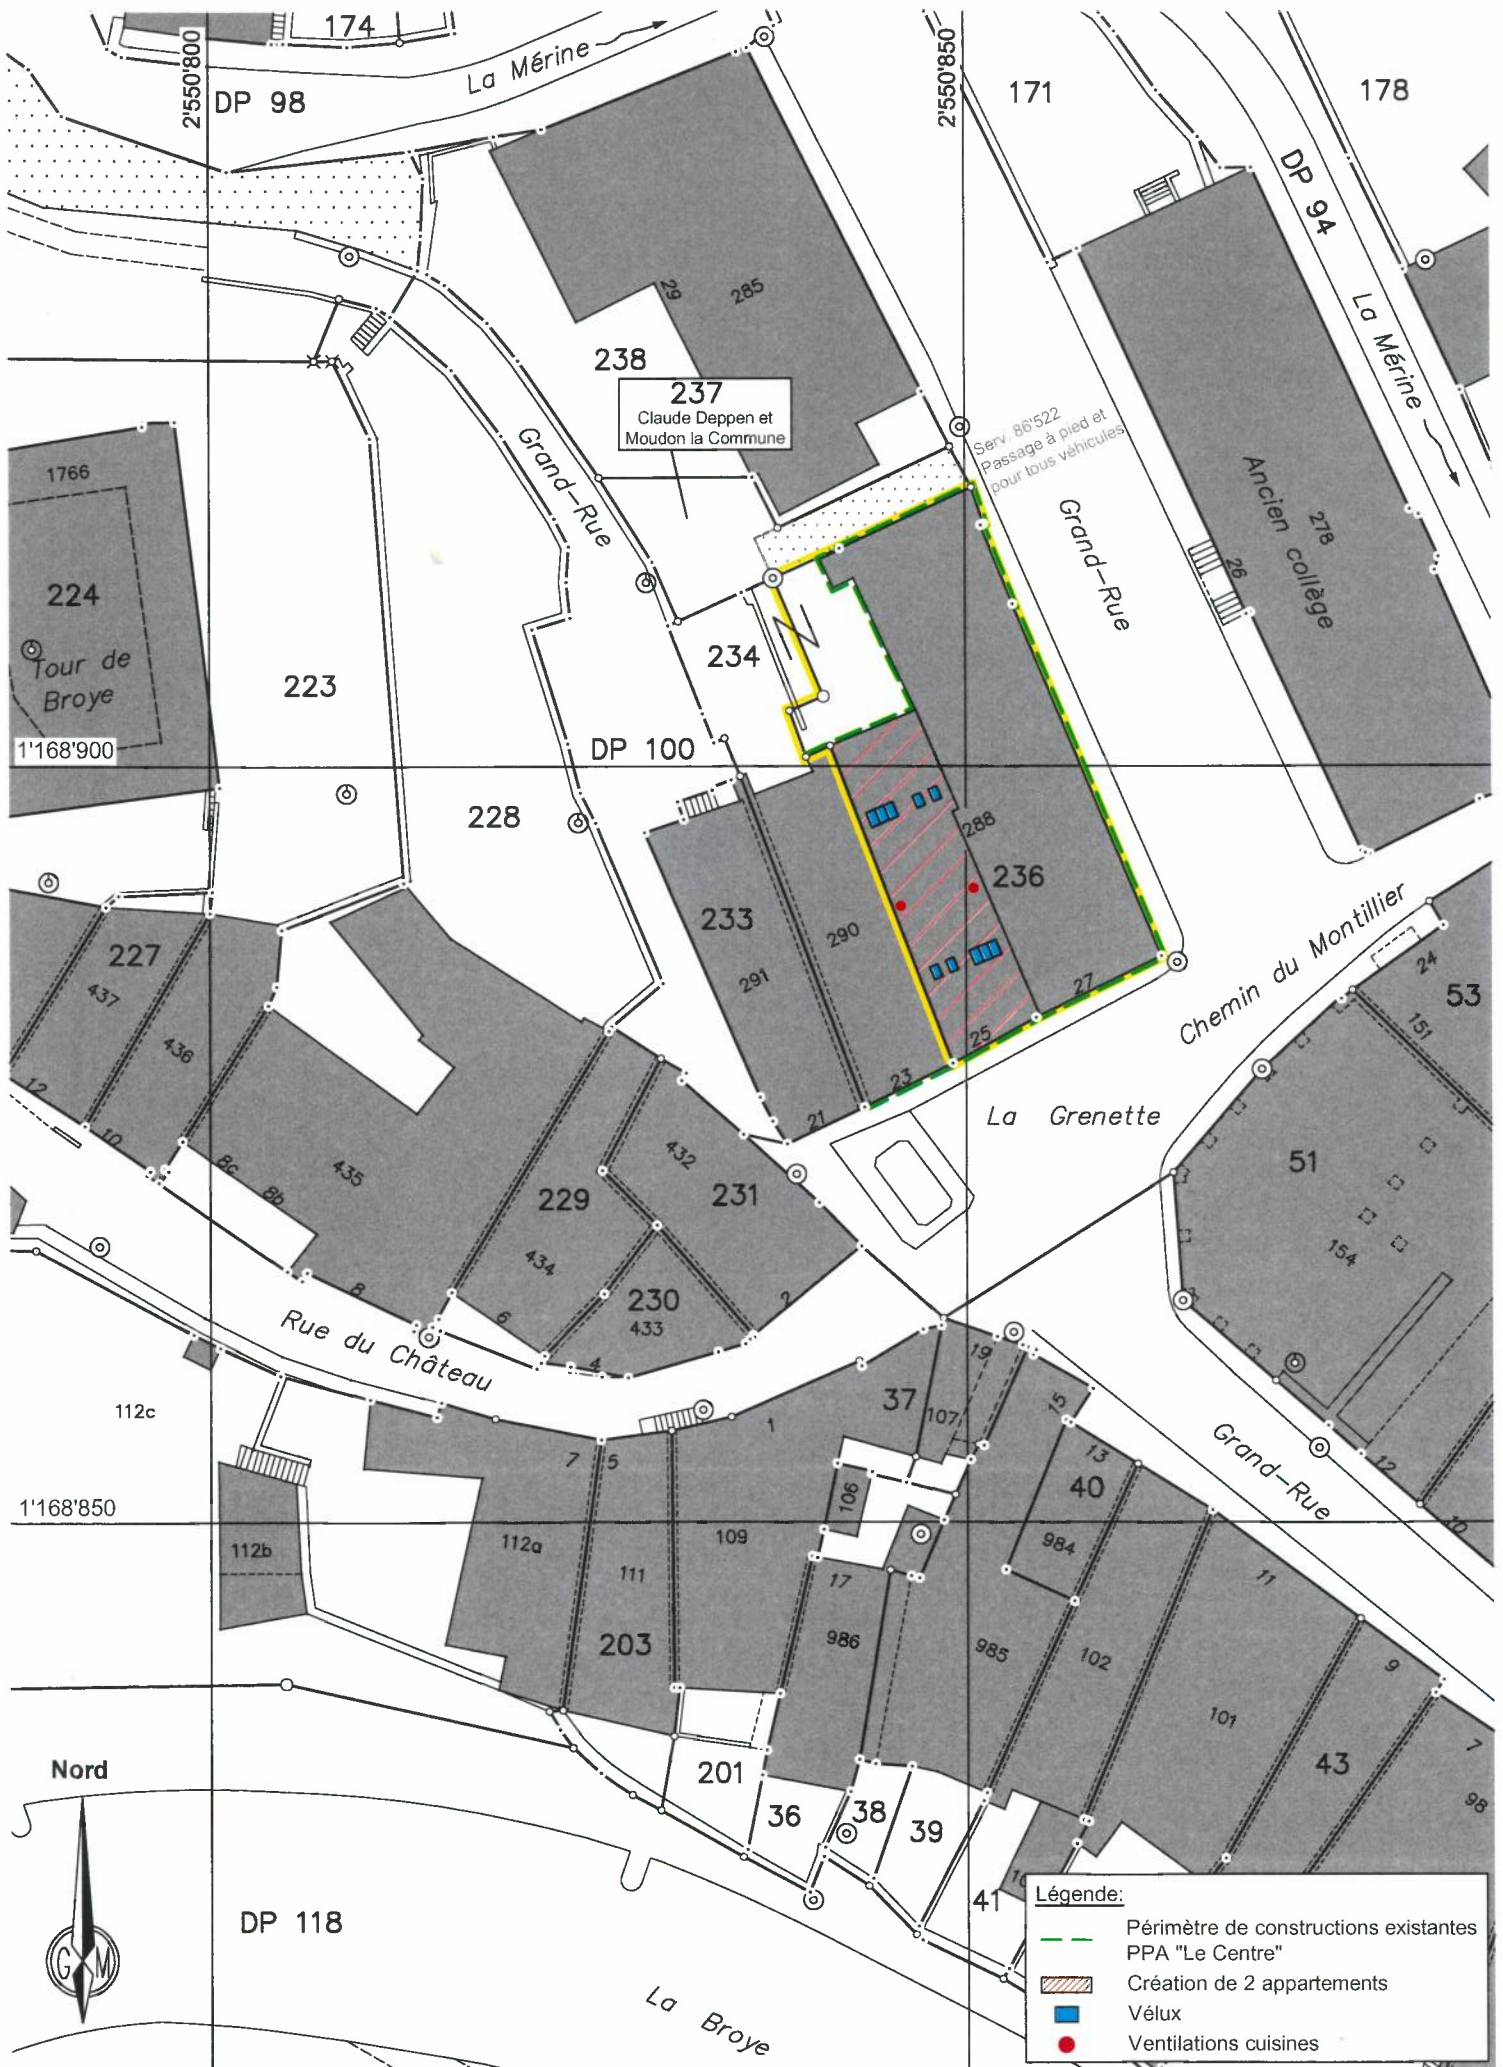 174
La Mérine
2'550'800
DP 98
2'550'850
171
178
DP 94
La Mérine
29
285
238
237
Claude Deppen et
Moudon la Commune
Serv. 86'522
Passage à pied et
pour tous véhicules
Grand-Rue
Grand-Rue
Ancien collège
278
26
1766
224
Tour de
Broye
223
234
1'168'900
DP 100
228
288
236
233
290
291
227
437
436
27
25
23
21
Chemin du Montillier
24
53
151
La Grenette
12
10
8c
8b
435
432
231
229
51
154
434
230
433
2
8
6
4
Rue du Château
19
37
107
15
13
112c
1
7
5
40
Grand-Rue
12
10
1'168'850
106
109
112b
112a
111
984
11
17
203
986
985
102
9
101
Nord
201
43
7
98
36
38
39
41
DP 118
G M
La Broye
Légende:
Périmètre de constructions existantes
PPA "Le Centre"
Création de 2 appartements
Vélux
Ventilations cuisines